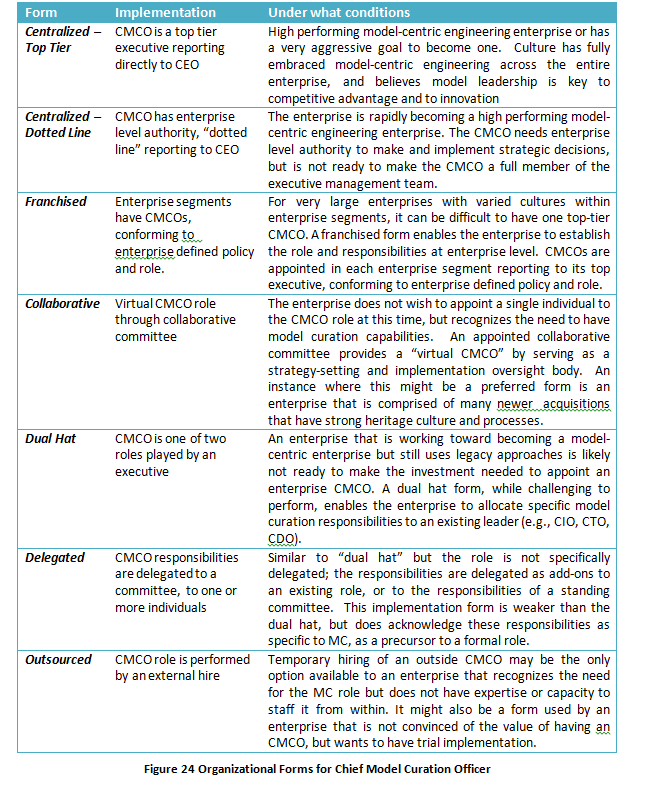 Form Implementation Under what conditions
Centralized –
Top Tier
CMCO is a top tier
executive reporting
directly to CEO
High performing model-centric engineering enterprise or has
a very aggressive goal to become one. Culture has fully
embraced model-centric engineering across the entire
enterprise, and believes model leadership is key to
competitive advantage and to innovation
Centralized –
Dotted Line
CMCO has enterprise
level authority, “dotted
line” reporting to CEO
The enterprise is rapidly becoming a high performing model-
centric engineering enterprise. The CMCO needs enterprise
level authority to make and implement strategic decisions,
but is not ready to make the CMCO a full member of the
executive management team.
Franchised
Enterprise segments
have CMCOs,
conforming to
enterprise defined policy
and role.
For very large enterprises with varied cultures within
enterprise segments, it can be difficult to have one top-tier
CMCO. A franchised form enables the enterprise to establish
the role and responsibilities at enterprise level. CMCOs are
appointed in each enterprise segment reporting to its top
executive, conforming to enterprise defined policy and role.
Collaborative
Virtual CMCO role
through collaborative
committee
The enterprise does not wish to appoint a single individual to
the CMCO role at this time, but recognizes the need to have
model curation capabilities. An appointed collaborative
committee provides a “virtual CMCO” by serving as a
strategy-setting and implementation oversight body. An
instance where this might be a preferred form is an
enterprise that is comprised of many newer acquisitions
that have strong heritage culture and processes.
Dual Hat
CMCO is one of two
roles played by an
executive
An enterprise that is working toward becoming a model-
centric enterprise but still uses legacy approaches is likely
not ready to make the investment needed to appoint an
enterprise CMCO. A dual hat form, while challenging to
perform, enables the enterprise to allocate specific model
curation responsibilities to an existing leader (e.g., CIO, CTO,
CDO).
Delegated
CMCO responsibilities
are delegated to a
committee, to one or
more individuals
Similar to “dual hat” but the role is not specifically
delegated; the responsibilities are delegated as add-ons to
an existing role, or to the responsibilities of a standing
committee. This implementation form is weaker than the
dual hat, but does acknowledge these responsibilities as
specific to MC, as a precursor to a formal role.
Outsourced
CMCO role is performed
by an external hire
Temporary hiring of an outside CMCO may be the only
option available to an enterprise that recognizes the need
for the MC role but does not have expertise or capacity to
staff it from within. It might also be a form used by an
enterprise that is not convinced of the value of having an
CMCO, but wants to have trial implementation.
Figure 24 Organizational Forms for Chief Model Curation Officer